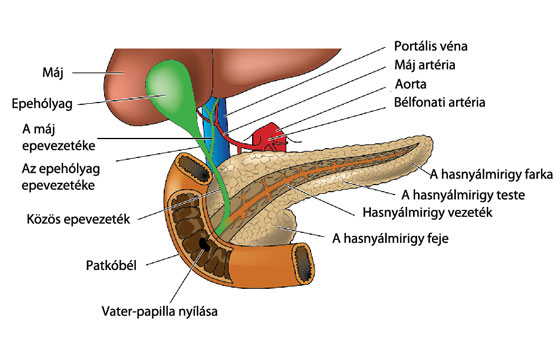 Máj
Epehólyag
A máj
epevezetéke
Az epehólyag
epevezetéke
Közös epevezeték
Patkóbél
Vater-papilla nyílása
Portális véna
Máj artéria
Aorta
Bélfonati artéria
A hasnyálmirigy farka
A hasnyálmirigy teste
Hasnyálmirigy vezeték
A hasnyálmirigy feje